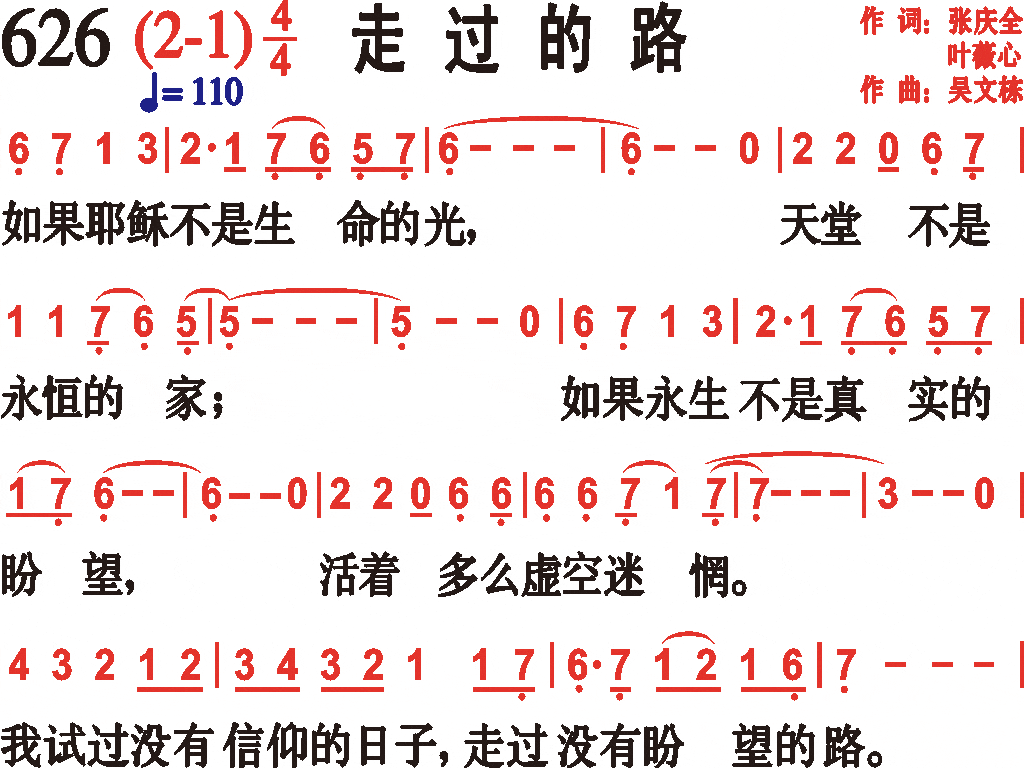 626 (2-1) 4/4 走过的路 作词：张庆全
叶薇心
♩= 110 作曲：吴文栋
6 7 1 3 | 2· 1 7 6 5 7 | 6 - - - | 6 - - 0 | 2 2 0 6 7 |
如果耶稣不是生 命的光， 天堂 不是
1 1 7 6 5 | 5 - - - | 5 - - 0 | 6 7 1 3 | 2· 1 7 6 5 7 |
永恒的 家； 如果永生不是真 实的
1 7 6 - - | 6 - - 0 | 2 2 0 6 6 | 6 6 7 1 7 | 7 - - - | 3 - - 0 |
盼 望， 活着 多么虚空迷 惘。
4 3 2 1 2 | 3 4 3 2 1 1 7 | 6· 7 1 2 1 6 | 7 - - - |
我试过没有信仰的日子，走过没有盼 望的路。